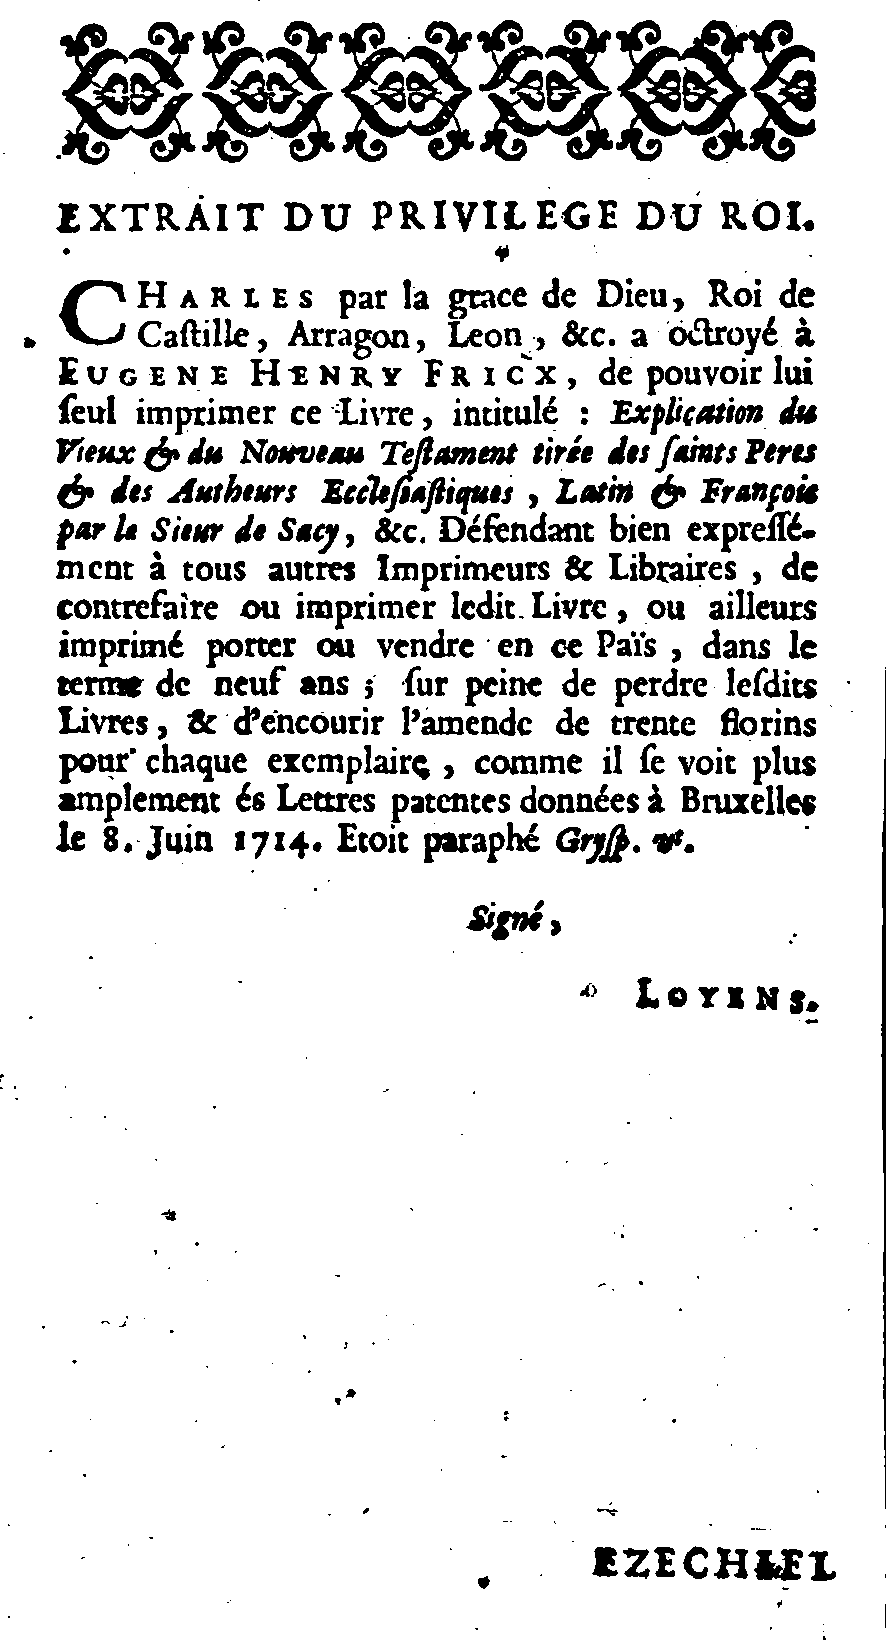 EXTRAIT DU PRIVILEGE DU ROI.
CHARLES par la grace de Dieu, Roi de
Caſtille, Arragon, Leon, &c. a octroyé à
EUGENE HENRY FRICX, de pouvoir lui
ſeul imprimer ce Livre, intitulé : Explication du
Vieux & du Nouveau Teſtament tirée des ſaints Peres
& des Autheurs Eccleſiaſtiques, Latin & François
par le Sieur de Sacy, &c. Défendant bien expreſſé-
ment à tous autres Imprimeurs & Libraires, de
contrefaire ou imprimer ledit Livre, ou ailleurs
imprimé porter ou vendre en ce Païs, dans le
terme de neuf ans ; ſur peine de perdre leſdits
Livres, & d'encourir l'amende de trente florins
pour chaque exemplaire, comme il ſe voit plus
amplement és Lettres patentes données à Bruxelles
le 8. Juin 1714. Etoit paraphé Gryſp. vt.
Signé,
LOYENS.
EZECHIEL